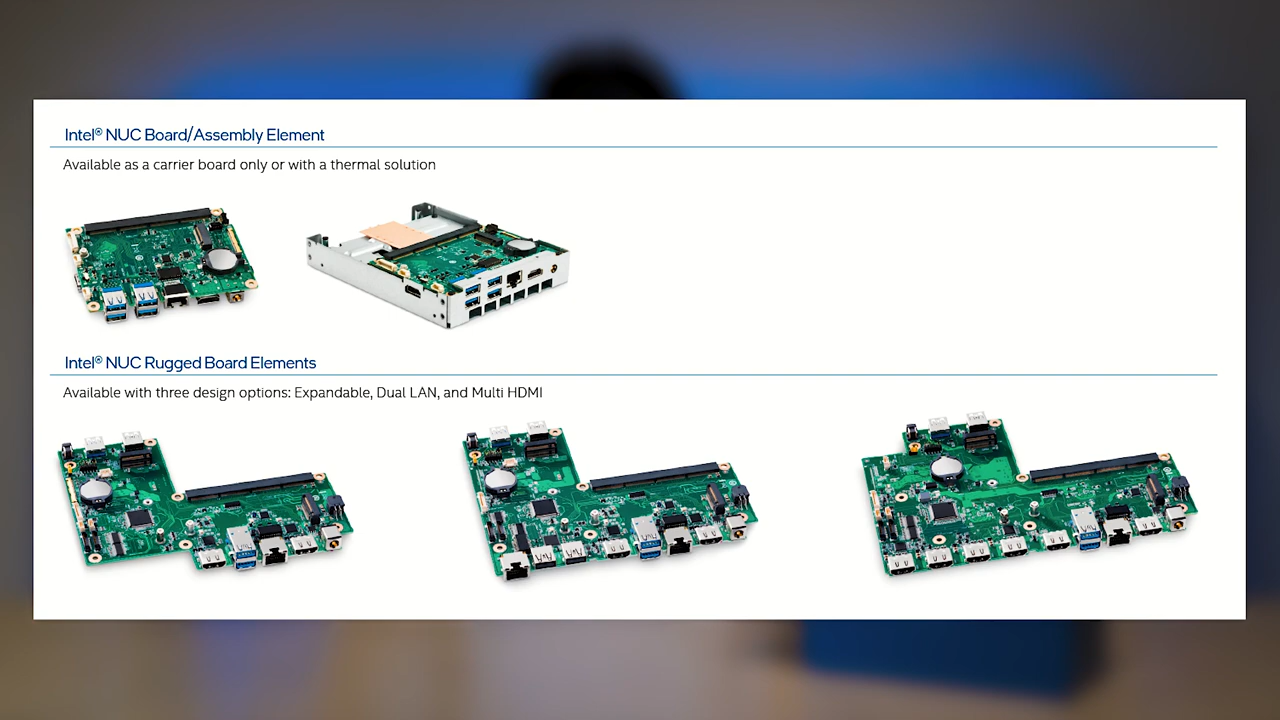 Intel® NUC Board/Assembly Element
Available as a carrier board only or with a thermal solution
Intel® NUC Rugged Board Elements
Available with three design options: Expandable, Dual LAN, and Multi HDMI